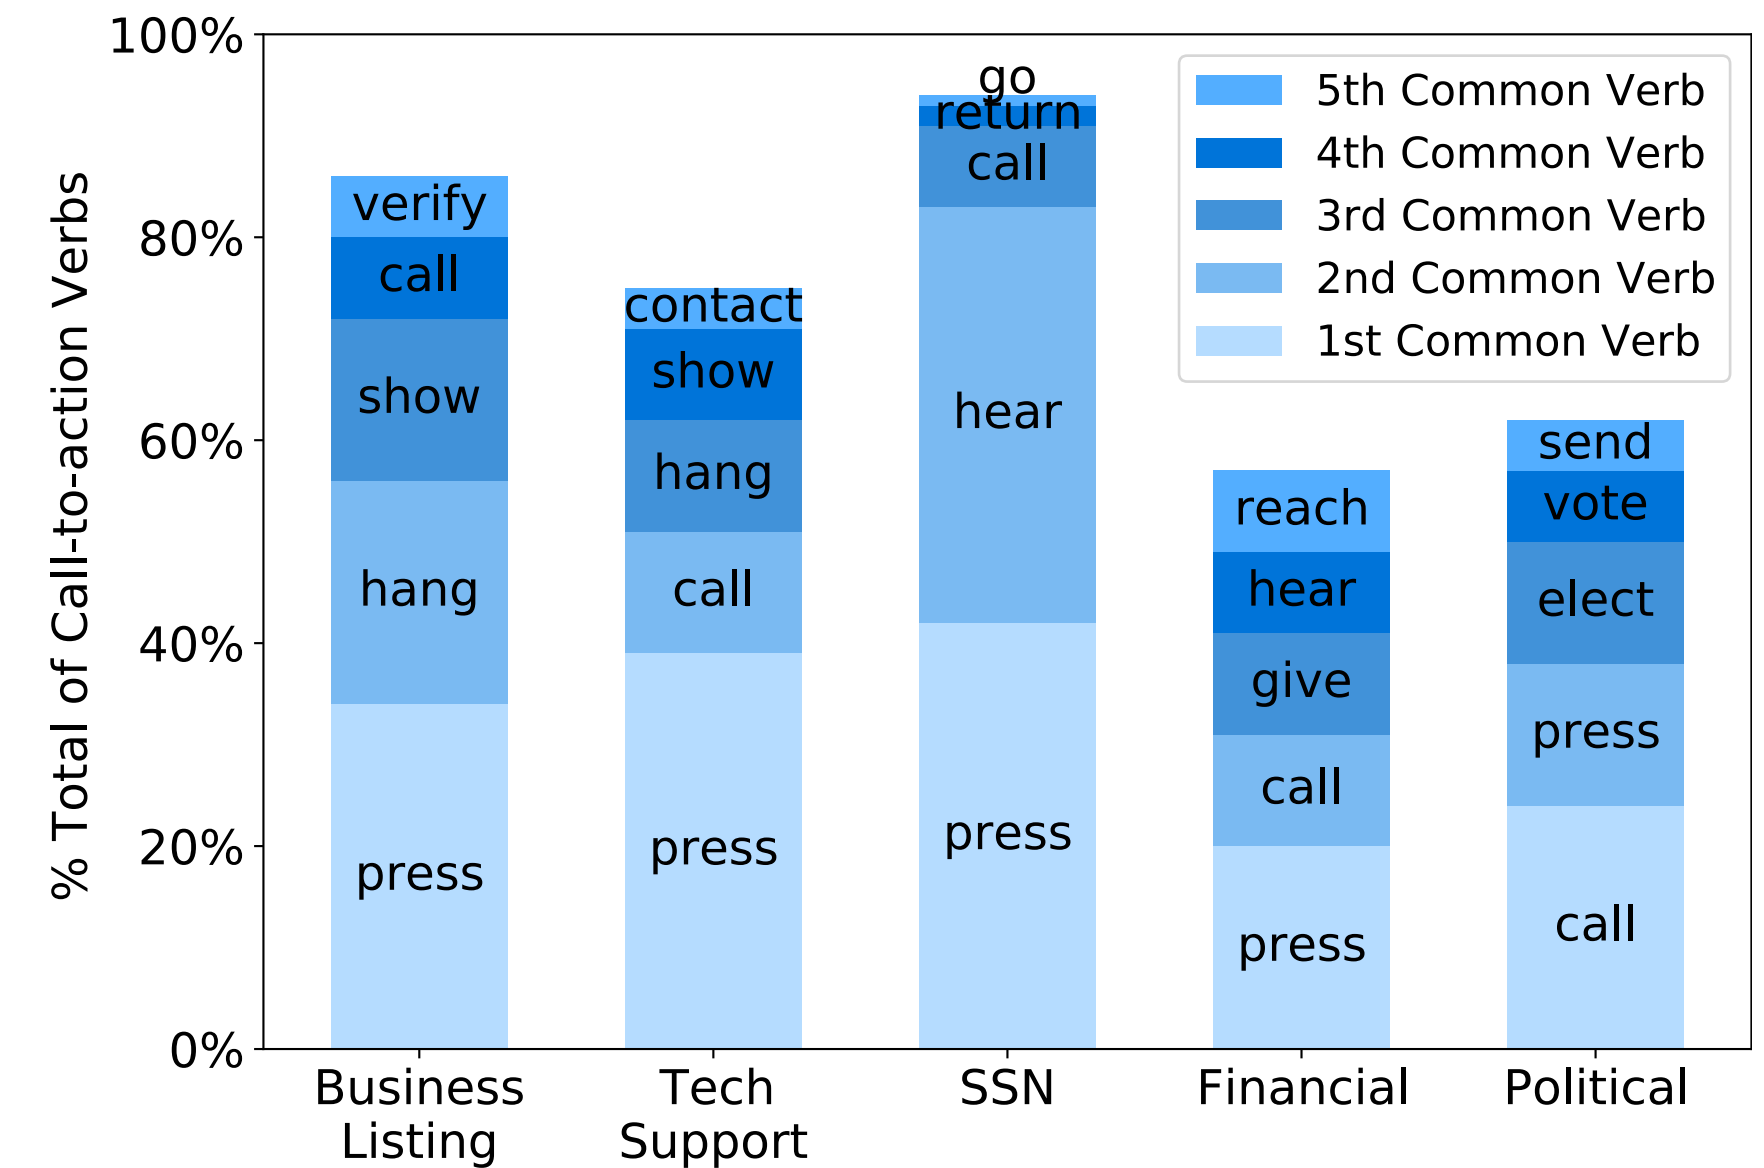 % Total of Call-to-action Verbs
100%
80%
60%
40%
20%
0%
verify
call
show
hang
press
contact
show
hang
call
press
go
return
call
hear
press
reach
hear
give
call
press
send
vote
elect
press
call
5th Common Verb
4th Common Verb
3rd Common Verb
2nd Common Verb
1st Common Verb
Business
Listing
Tech
Support
SSN
Financial
Political